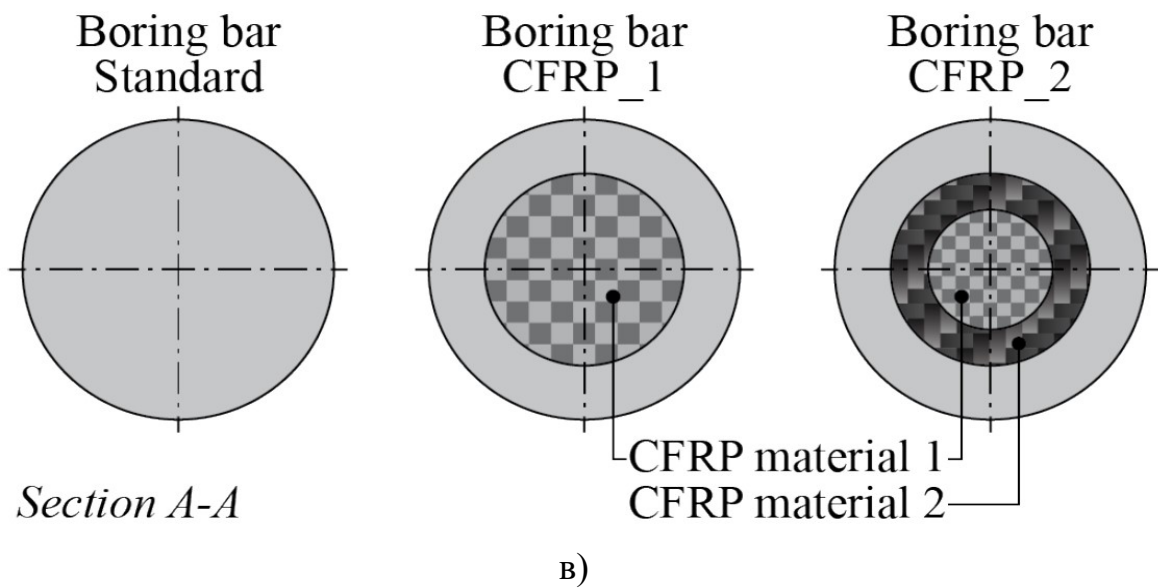 Boring bar
Standard
Boring bar
CFRP_1
Boring bar
CFRP_2
CFRP material 1
CFRP material 2
Section A-A
в)